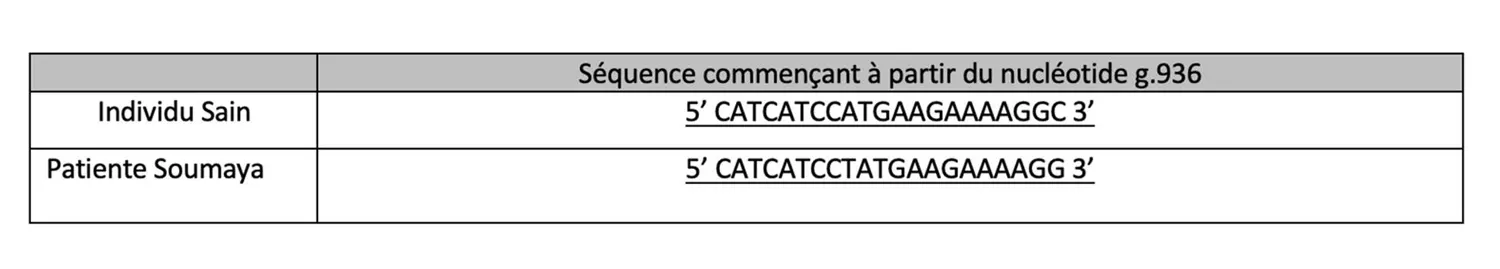 Séquence commençant à partir du nucléotide g.936
Individu Sain 5’ CATCATCCATGAAGAAAAGGC 3’
Patiente Soumaya 5’ CATCATCCTATGAAGAAAAGG 3’